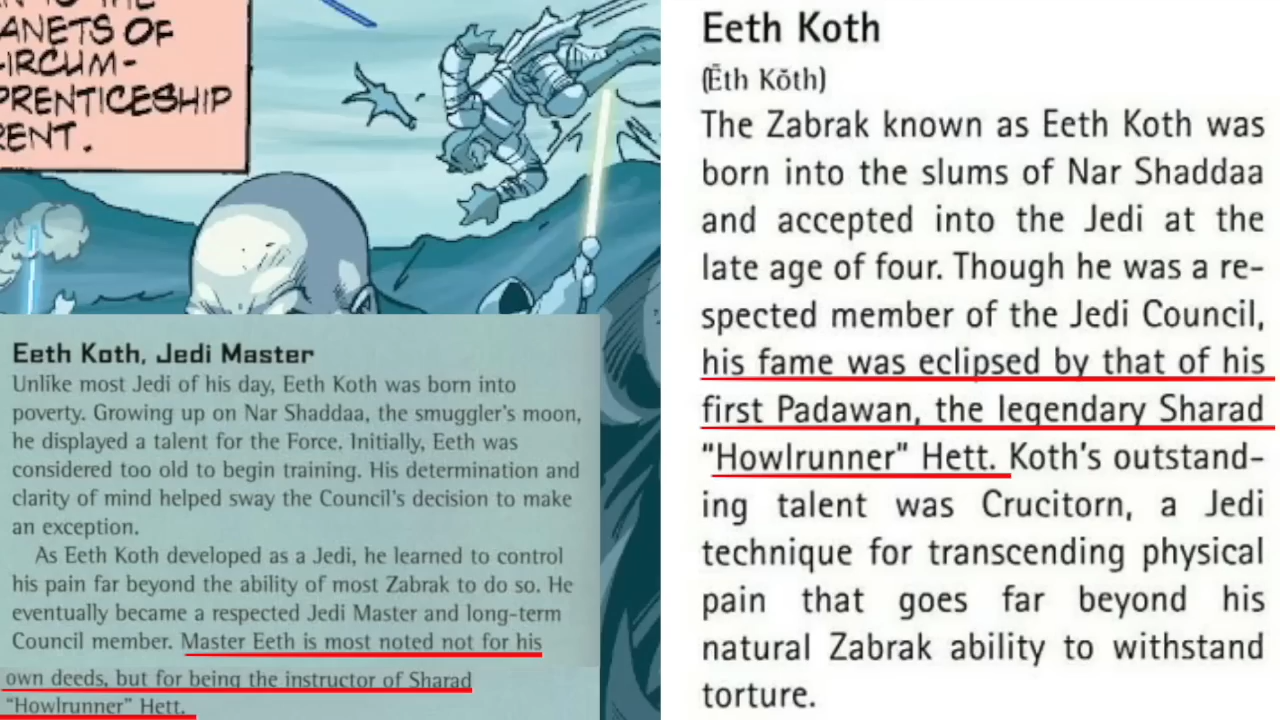 AN TO THE
ANETS OF
CIRCUM-
PRENTICESHIP
RENT.
Eeth Koth, Jedi Master
Unlike most Jedi of his day, Eeth Koth was born into
poverty. Growing up on Nar Shaddaa, the smuggler's moon,
he displayed a talent for the Force. Initially, Eeth was
considered too old to begin training. His determination and
clarity of mind helped sway the Council's decision to make
an exception.
As Eeth Koth developed as a Jedi, he learned to control
his pain far beyond the ability of most Zabrak to do so. He
eventually became a respected Jedi Master and long-term
Council member. Master Eeth is most noted not for his
own deeds, but for being the instructor of Sharad
"Howlrunner" Hett.
Eeth Koth
(Ēth Kŏth)
The Zabrak known as Eeth Koth was
born into the slums of Nar Shaddaa
and accepted into the Jedi at the
late age of four. Though he was a re-
spected member of the Jedi Council,
his fame was eclipsed by that of his
first Padawan, the legendary Sharad
"Howlrunner" Hett. Koth's outstand-
ing talent was Crucitorn, a Jedi
technique for transcending physical
pain that goes far beyond his
natural Zabrak ability to withstand
torture.